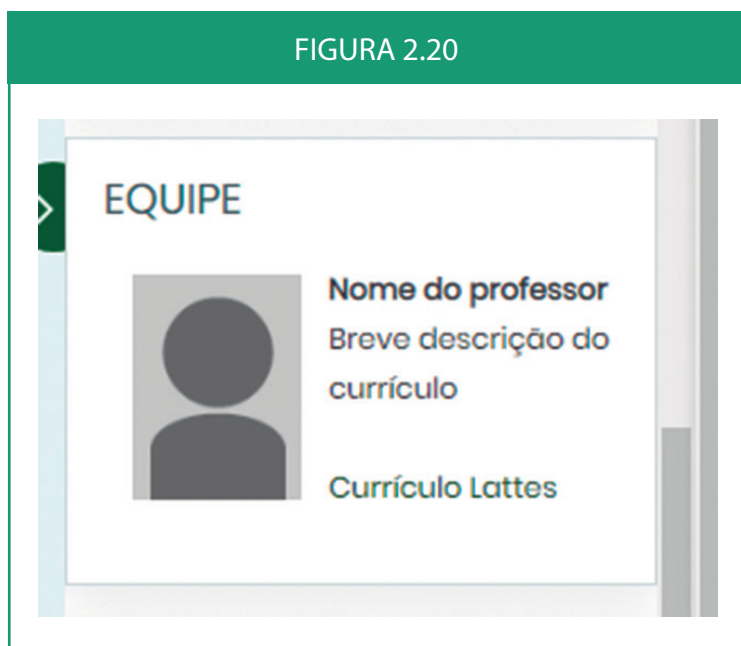 FIGURA 2.20
EQUIPE
Nome do professor
Breve descrição do
currículo
Currículo Lattes